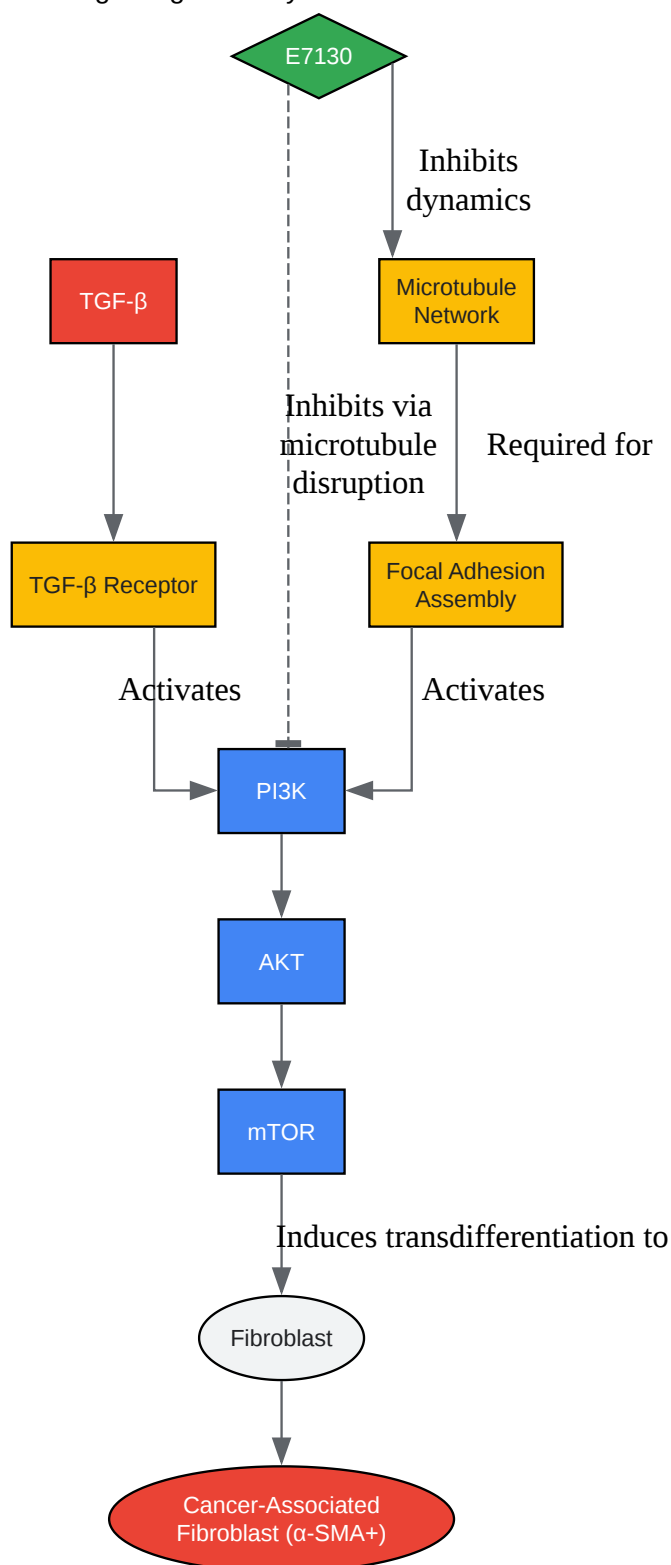 E7130
Inhibits
dynamics
TGF-β
Microtubule
Network
Inhibits via
microtubule
disruption
Required for
TGF-β Receptor
Focal Adhesion
Assembly
Activates
Activates
PI3K
AKT
mTOR
Induces transdifferentiation to
Fibroblast
Cancer-Associated
Fibroblast (α-SMA+)